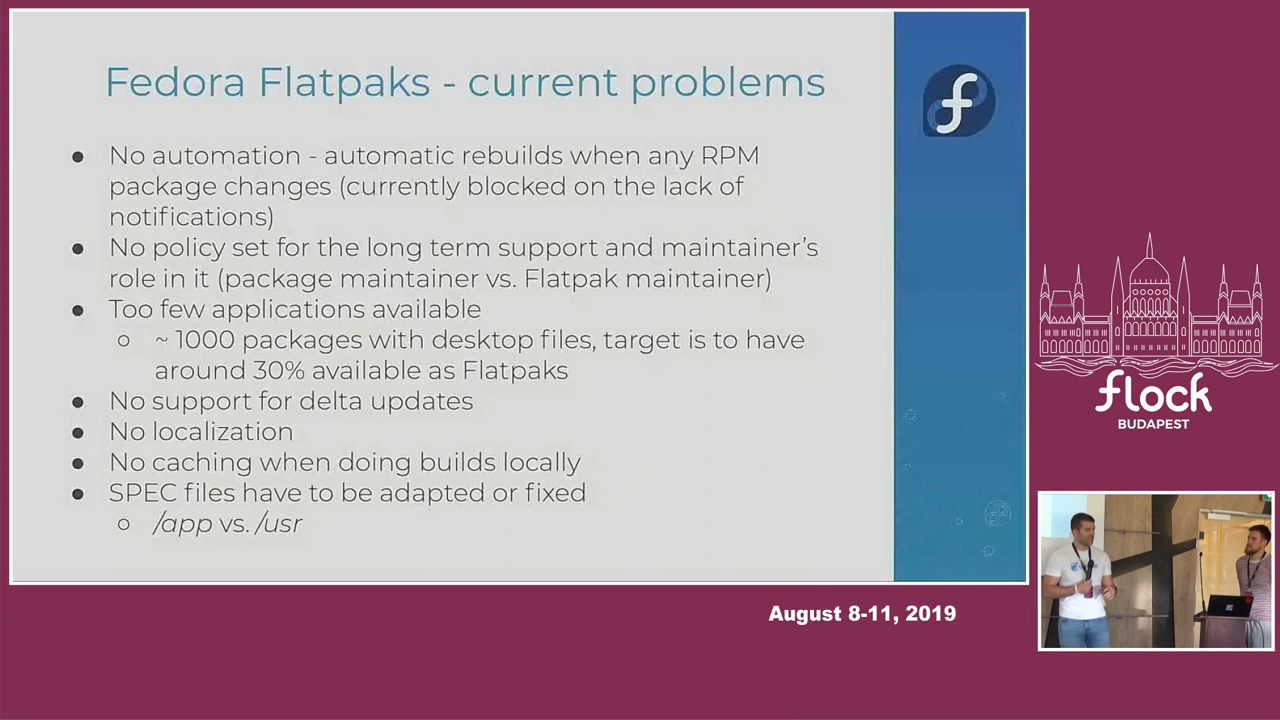 Fedora Flatpaks - current problems
● No automation - automatic rebuilds when any RPM
package changes (currently blocked on the lack of
notifications)
● No policy set for the long term support and maintainer's
role in it (package maintainer vs. Flatpak maintainer)
● Too few applications available
○ ~ 1000 packages with desktop files, target is to have
around 30% available as Flatpaks
● No support for delta updates
● No localization
● No caching when doing builds locally
● SPEC files have to be adapted or fixed
○ /app vs. /usr
flock
BUDAPEST
August 8-11, 2019